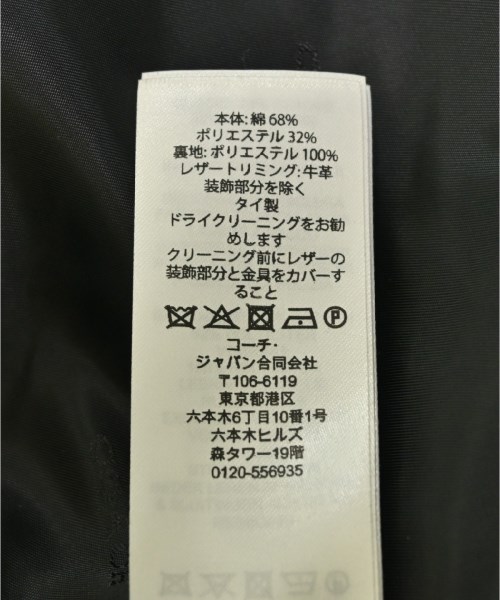 本体: 綿 68%
ポリエステル 32%
裏地: ポリエステル 100%
レザートリミング: 牛革
装飾部分を除く
タイ製
ドライクリーニングをお勧
めします
クリーニング前にレザーの
装飾部分と金具をカバーす
ること
P
コーチ・
ジャパン合同会社
〒106-6119
東京都港区
六本木6丁目10番1号
六本木ヒルズ
森タワー19階
0120-556935